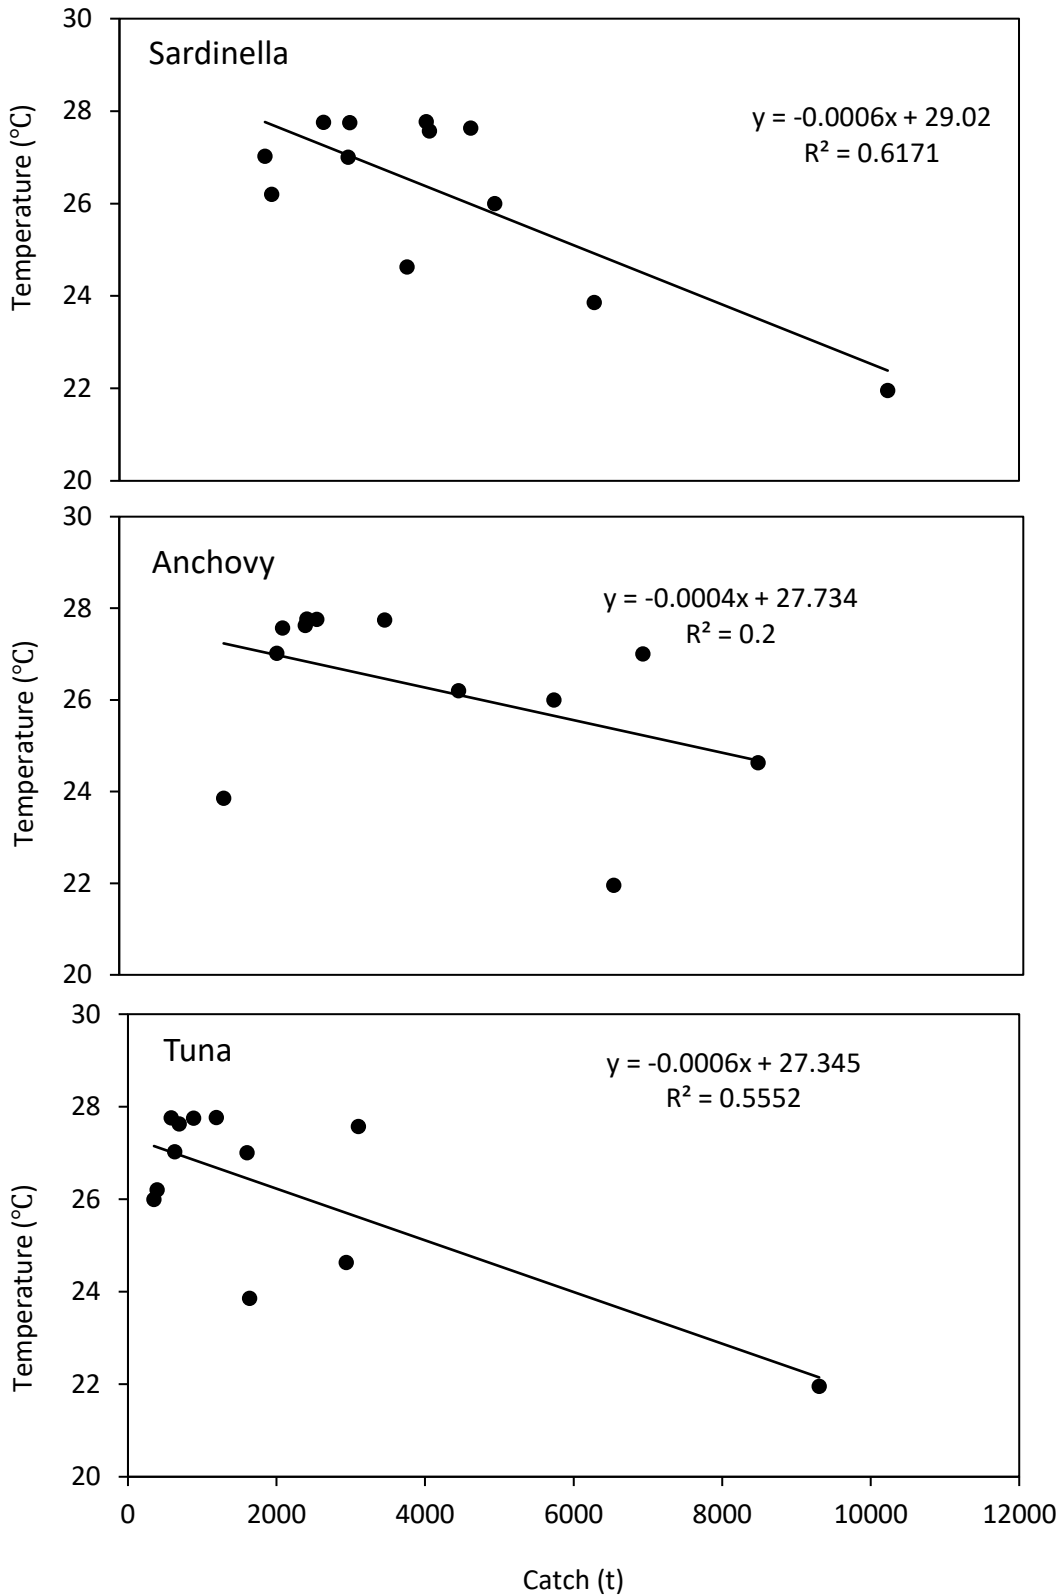 Sardinella
y = -0.0006x + 29.02
R² = 0.6171
30
28
26
24
22
20
Temperature (°C)
Anchovy
y = -0.0004x + 27.734
R² = 0.2
30
28
26
24
22
20
Temperature (°C)
Tuna
y = -0.0006x + 27.345
R² = 0.5552
30
28
26
24
22
20
Temperature (°C)
0 2000 4000 6000 8000 10000 12000
Catch (t)